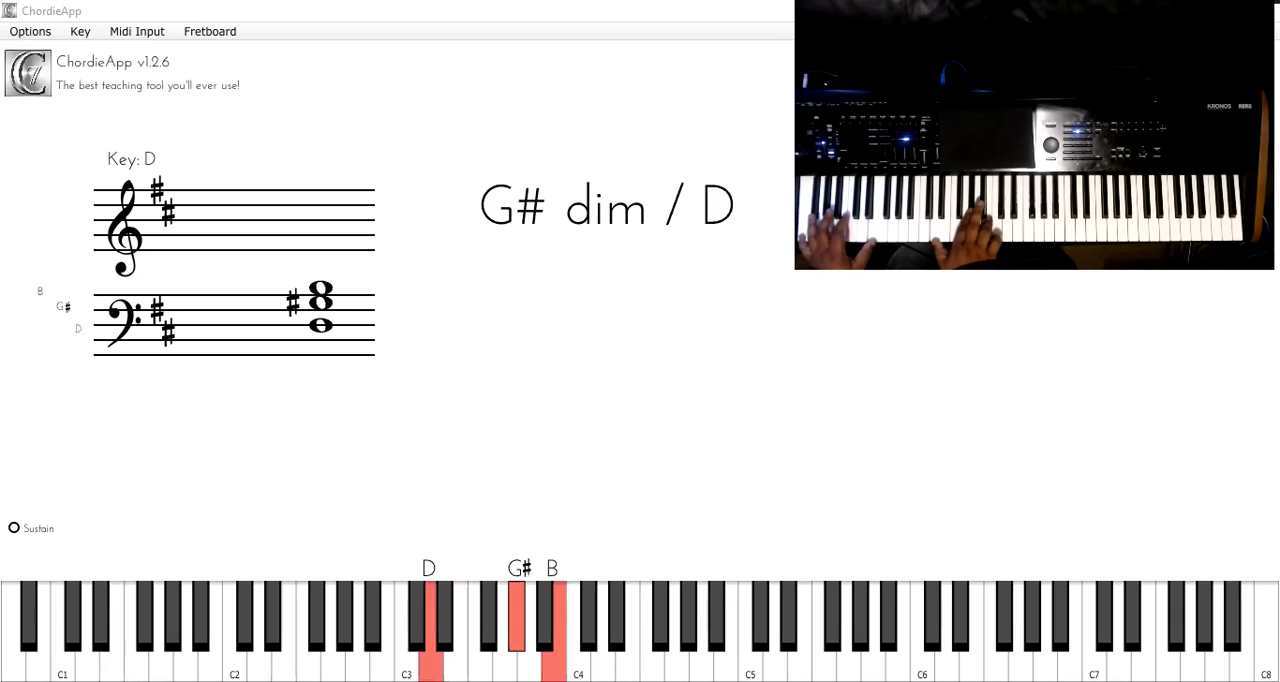 ChordieApp
Options Key Midi Input Fretboard
ChordieApp v1.2.6
The best teaching tool you'll ever use!
KRONOS KORG
Key: D
G# dim / D
B
G#
D
Sustain
D G# B
C1 C2 C3 C4 C5 C6 C7 C8